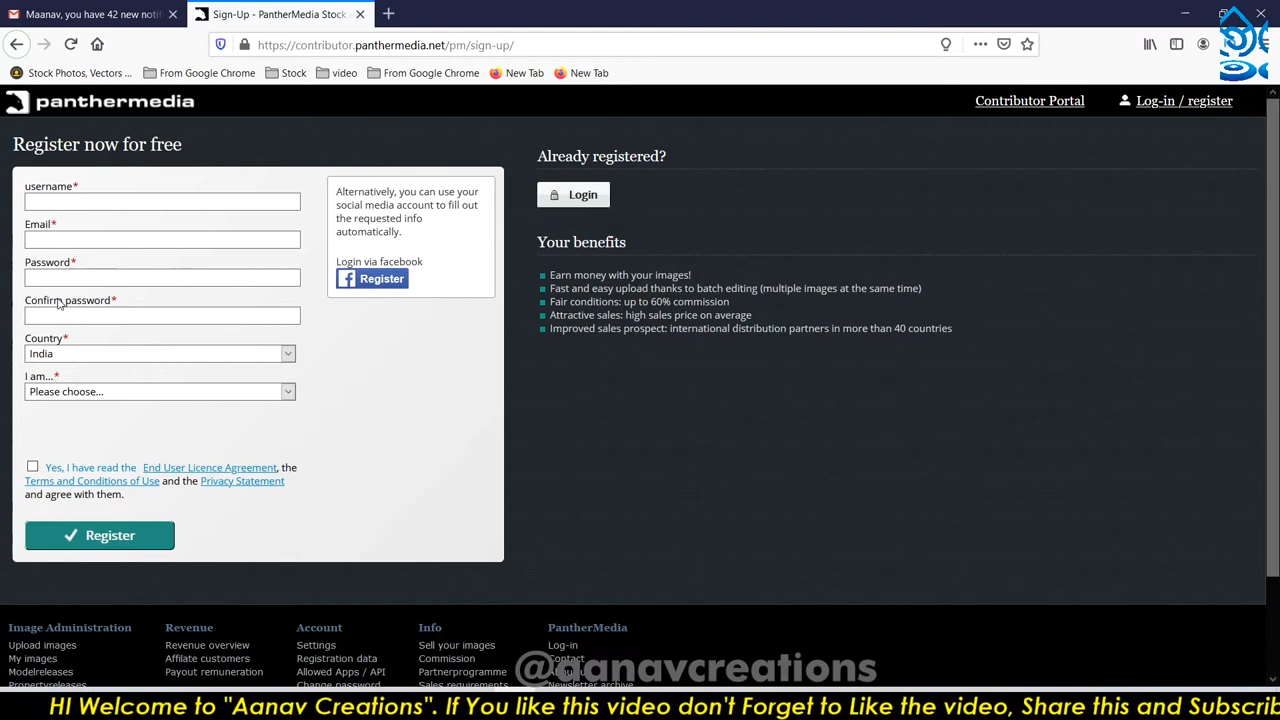 Maanav, you have 42 new notif
Sign-Up - PantherMedia Stock A
https://contributor.panthermedia.net/pm/sign-up/
Stock Photos, Vectors ...
From Google Chrome
Stock
video
From Google Chrome
New Tab
New Tab
panthermedia
Contributor Portal
Log-in / register
Register now for free
username*
Email*
Password*
Confirm password*
Country*
India
I am...*
Please choose...
Yes, I have read the End User Licence Agreement, the
Terms and Conditions of Use and the Privacy Statement
and agree with them.
Register
Alternatively, you can use your
social media account to fill out
the requested info
automatically.
Login via facebook
Register
Already registered?
Login
Your benefits
Earn money with your images!
Fast and easy upload thanks to batch editing (multiple images at the same time)
Fair conditions: up to 60% commission
Attractive sales: high sales price on average
Improved sales prospect: international distribution partners in more than 40 countries
Image Administration
Upload images
My images
Modelreleases
Propertyreleases
Revenue
Revenue overview
Affilate customers
Payout remuneration
Account
Settings
Registration data
Allowed Apps / API
Change password
Info
Sell your images
Commission
Partnerprogramme
Sales requirements
PantherMedia
Log-in
Contact
Newsletter archive
@aanavcreations
HI Welcome to "Aanav Creations". If You like this video don't Forget to Like the video, Share this and Subscrib